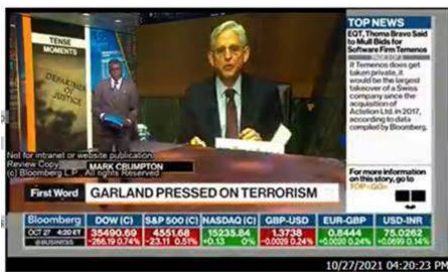 TENSE
MOMENTS
DEPARTMENT
OF
JUSTICE
TOP NEWS
EQT, Thoma Bravo Said
to Mull Bids for
Software Firm Temenos
If Temenos does get
taken private, it
would be the largest
takeover of a Swiss
company since the
acquisition of
Actelion Ltd. in 2017,
according to data
compiled by Bloomberg.
For more information
on this story, go to
TOP<GO>
Not for intranet or website publication
Review Copy
(c) Bloomberg L.P., All rights Reserved
MARK CRUMPTON
First Word GARLAND PRESSED ON TERRORISM
Bloomberg DOW (C) S&P 500 (C) NASDAQ (C) GBP-USD EUR-GBP USD-INR
OCT 27 4:20 ET 35490.69 4551.68 15235.84 1.3738 0.8444 75.0262
@BUSINESS -266.19 0.74% -23.11 0.51% +0.13 0% -0.0029 0.24% +0.0020 0.24% +0.0699 0.14%
10/27/2021 04:20:23 PM